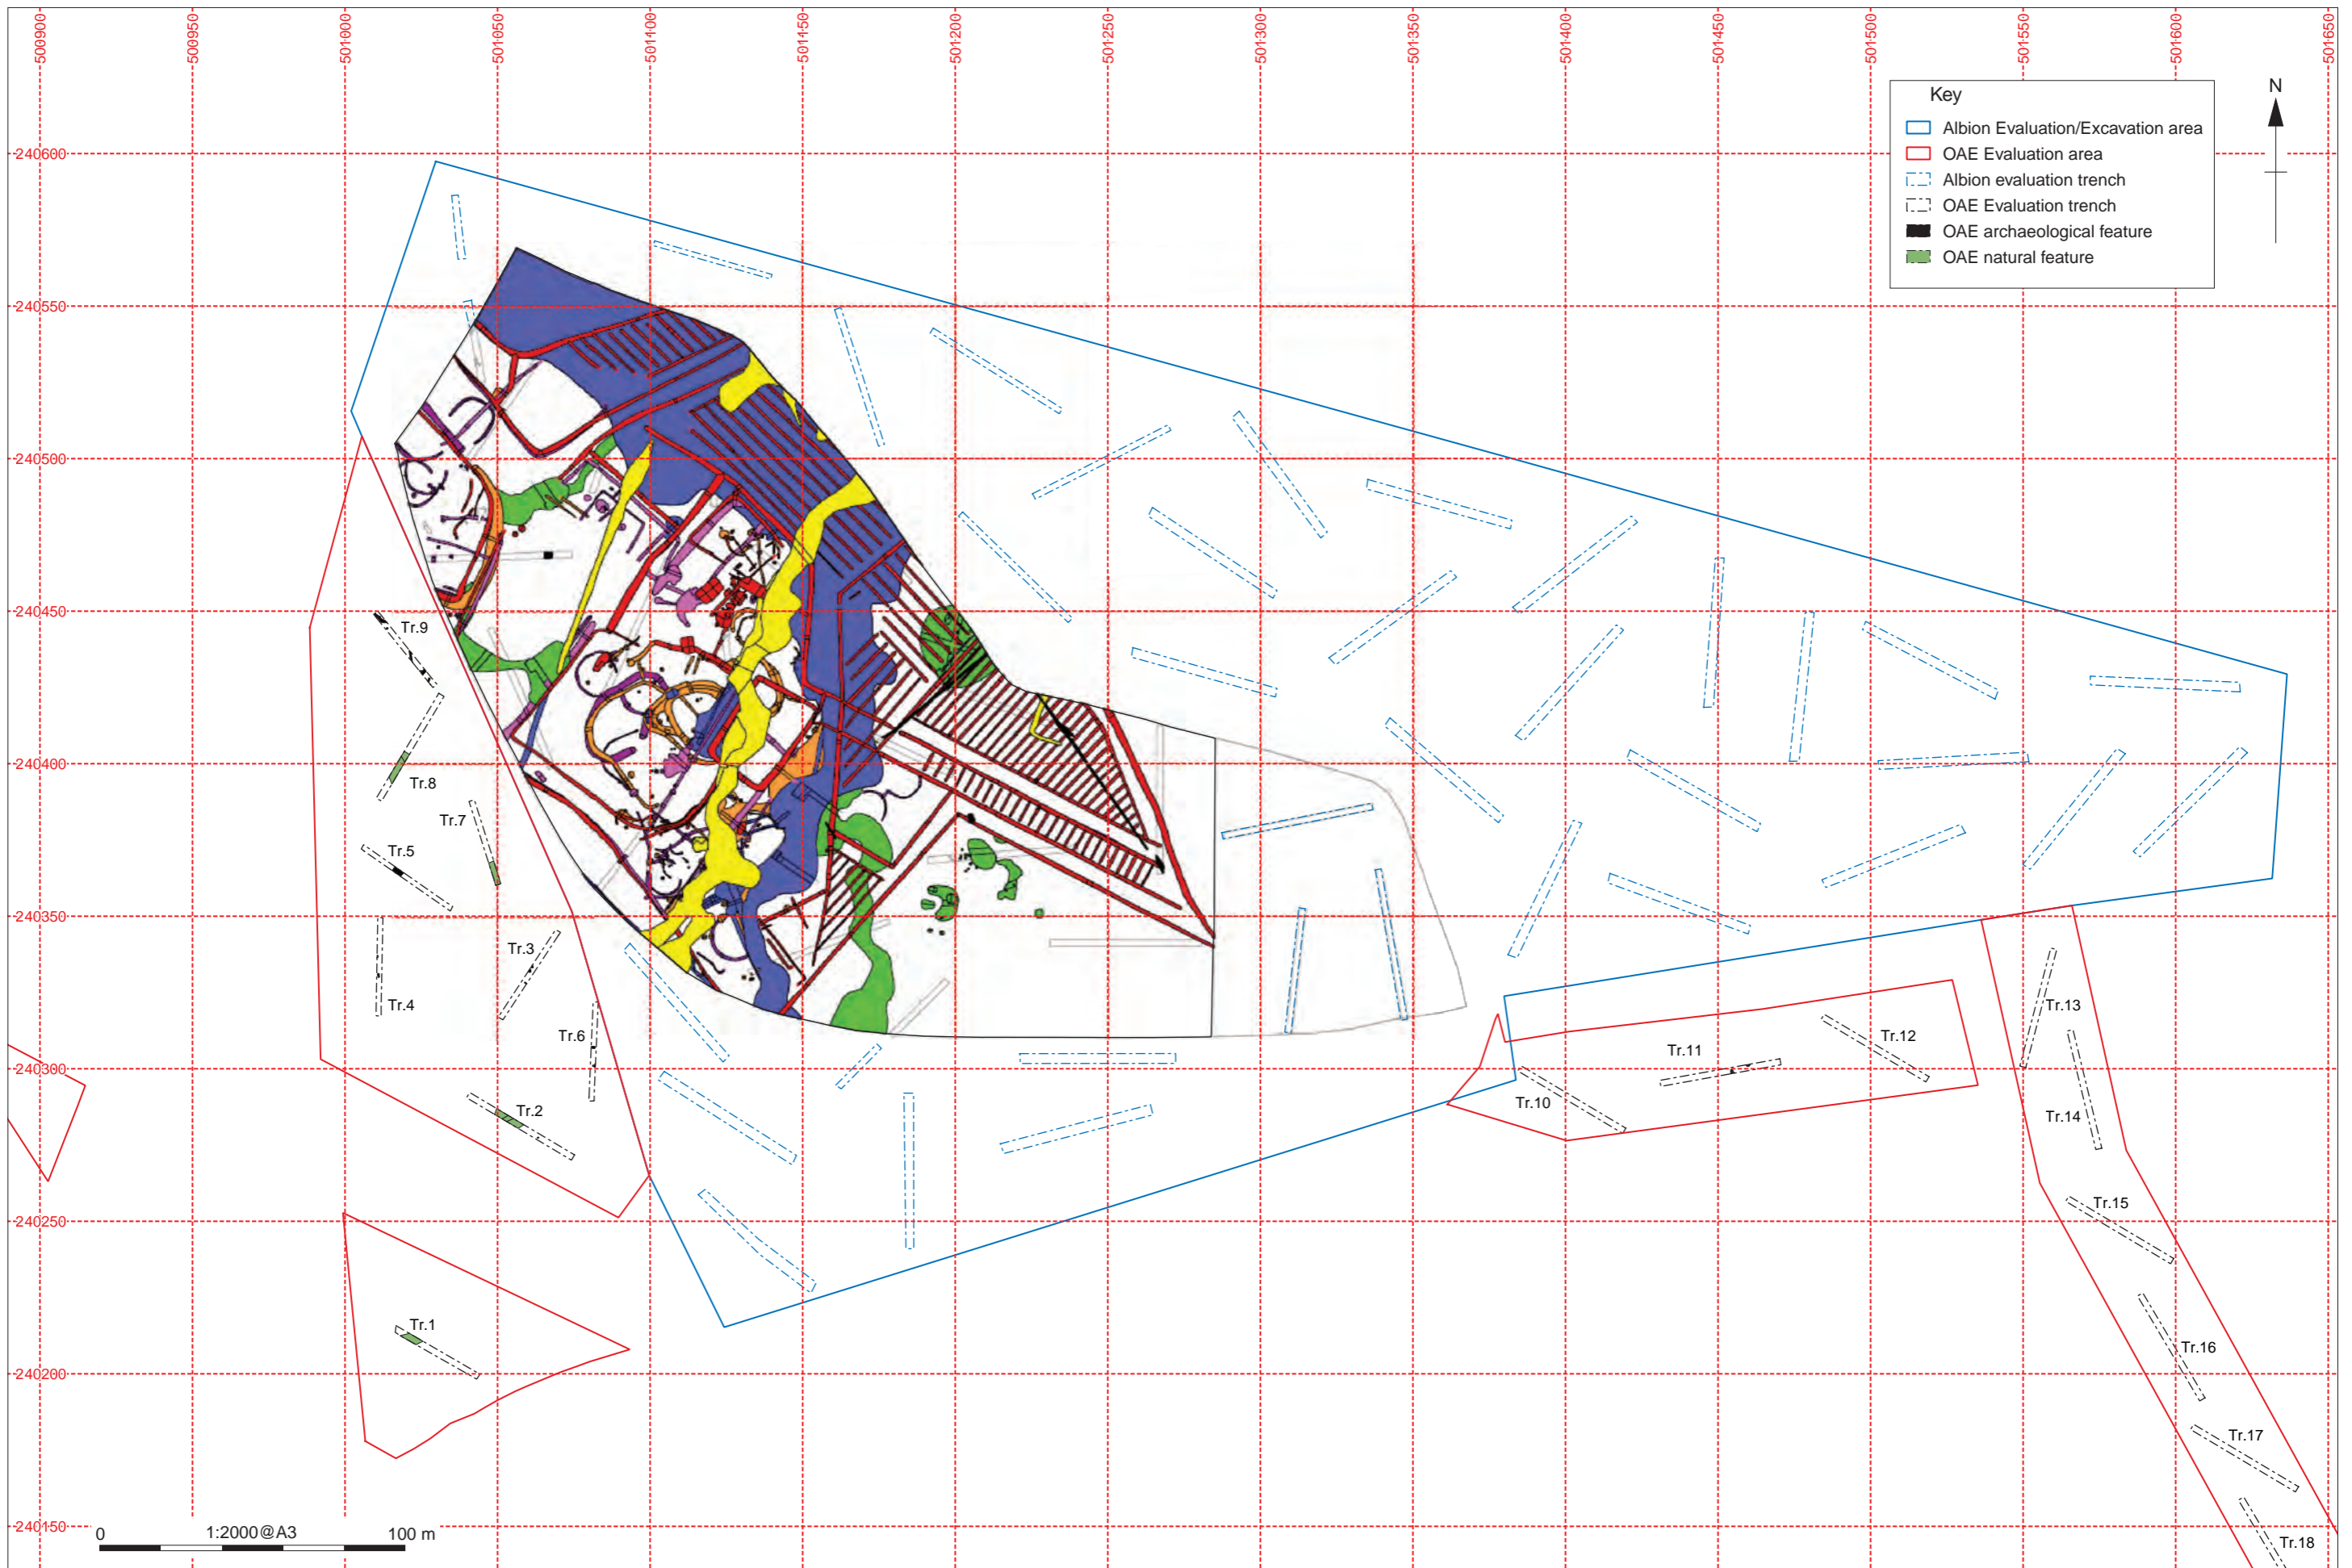 500900
500950
501000
501050
501100
501150
501200
501250
501300
501350
501400
501450
501500
501550
501600
501650
Key
Albion Evaluation/Excavation area
OAE Evaluation area
Albion evaluation trench
OAE Evaluation trench
OAE archaeological feature
OAE natural feature
N
240600
240550
240500
240450
240400
240350
240300
240250
240200
240150
Tr.9
Tr.8
Tr.7
Tr.5
Tr.3
Tr.4
Tr.6
Tr.2
Tr.1
Tr.10
Tr.11
Tr.12
Tr.13
Tr.14
Tr.15
Tr.16
Tr.17
Tr.18
0 1:2000@A3 100 m